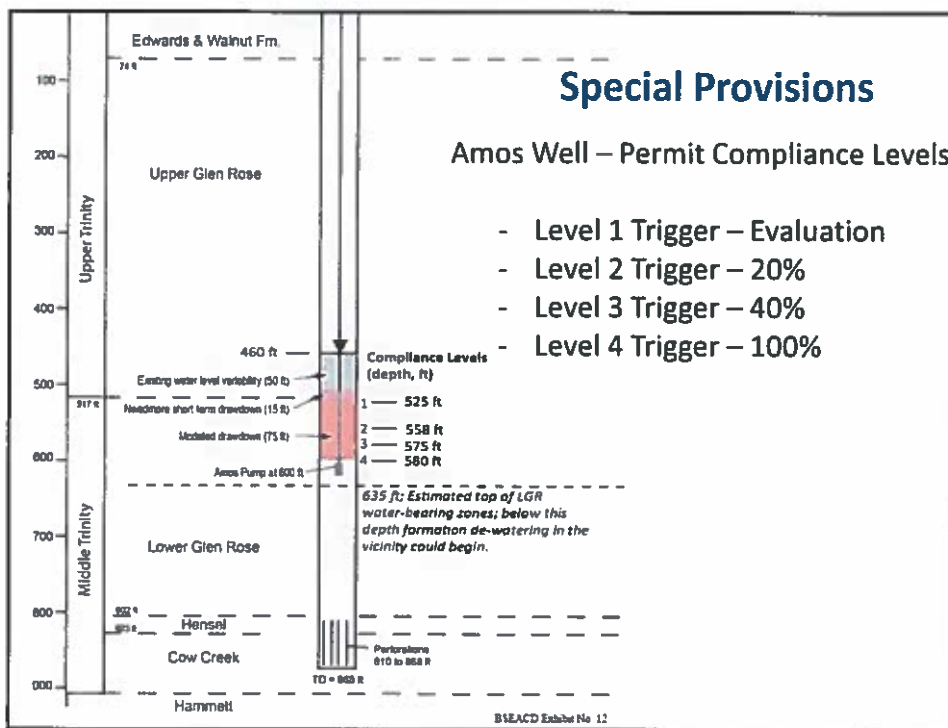 Special Provisions
Amos Well – Permit Compliance Levels
- Level 1 Trigger – Evaluation
- Level 2 Trigger – 20%
- Level 3 Trigger – 40%
- Level 4 Trigger – 100%
Edwards & Walnut Fm.
74 ft
100
200
300
400
500
600
700
800
Upper Trinity
Middle Trinity
Upper Glen Rose
460 ft
Compliance Levels
(depth, ft)
Existing water level variability (50 ft)
Needmore short term drawdown (15 ft)
Modeled drawdown (75 ft)
Amos Pump at 600 ft
1 — 525 ft
2 — 558 ft
3 — 575 ft
4 — 580 ft
635 ft; Estimated top of LGR
water-bearing zones; below this
depth formation de-watering in the
vicinity could begin.
Lower Glen Rose
Hensel
Cow Creek
Perforations
Hammett
BSEACD Exhibit No. 12